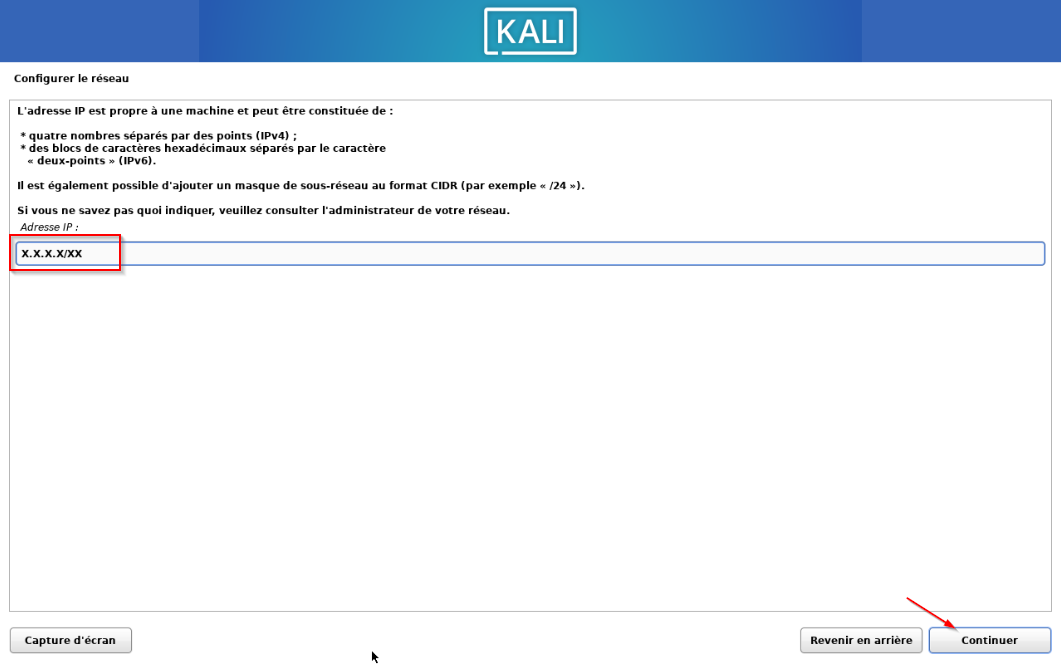 KALI
Configurer le réseau
L'adresse IP est propre à une machine et peut être constituée de :
* quatre nombres séparés par des points (IPv4) ;
* des blocs de caractères hexadécimaux séparés par le caractère
« deux-points » (IPv6).
Il est également possible d'ajouter un masque de sous-réseau au format CIDR (par exemple « /24 »).
Si vous ne savez pas quoi indiquer, veuillez consulter l'administrateur de votre réseau.
Adresse IP :
X.X.X.X/XX
Capture d'écran
Revenir en arrière
Continuer